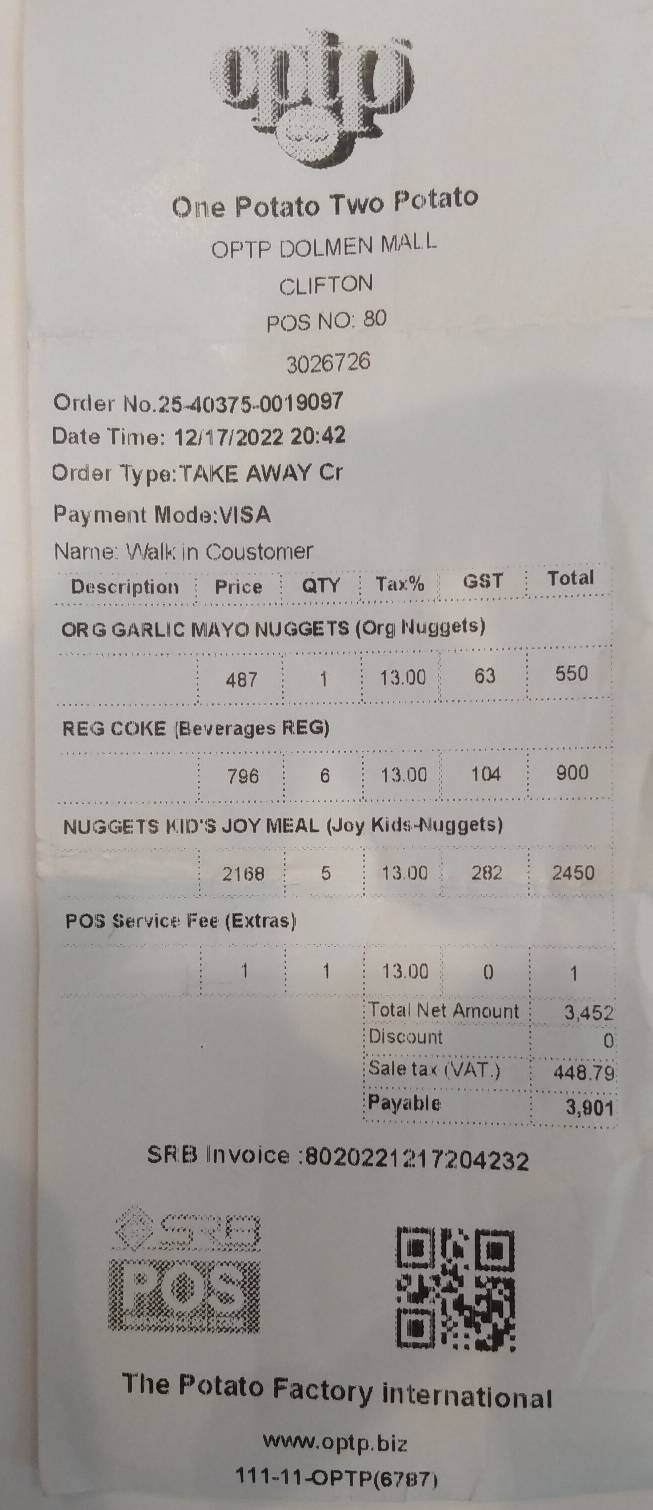 optp
One Potato Two Potato
OPTP DOLMEN MALL
CLIFTON
POS NO: 80
3026726
Order No.25-40375-0019097
Date Time: 12/17/2022 20:42
Order Type:TAKE AWAY Cr
Payment Mode:VISA
Name: Walk in Coustomer
Description Price QTY Tax% GST Total
ORG GARLIC MAYO NUGGETS (Org Nuggets)
487 1 13.00 63 550
REG COKE (Beverages REG)
796 6 13.00 104 900
NUGGETS KID'S JOY MEAL (Joy Kids-Nuggets)
2168 5 13.00 282 2450
POS Service Fee (Extras)
1 1 13.00 0 1
Total Net Amount 3,452
Discount 0
Sale tax (VAT.) 448.79
Payable 3,901
SRB Invoice :8020221217204232
SRB
POS
The Potato Factory international
www.optp.biz
111-11-OPTP(6787)